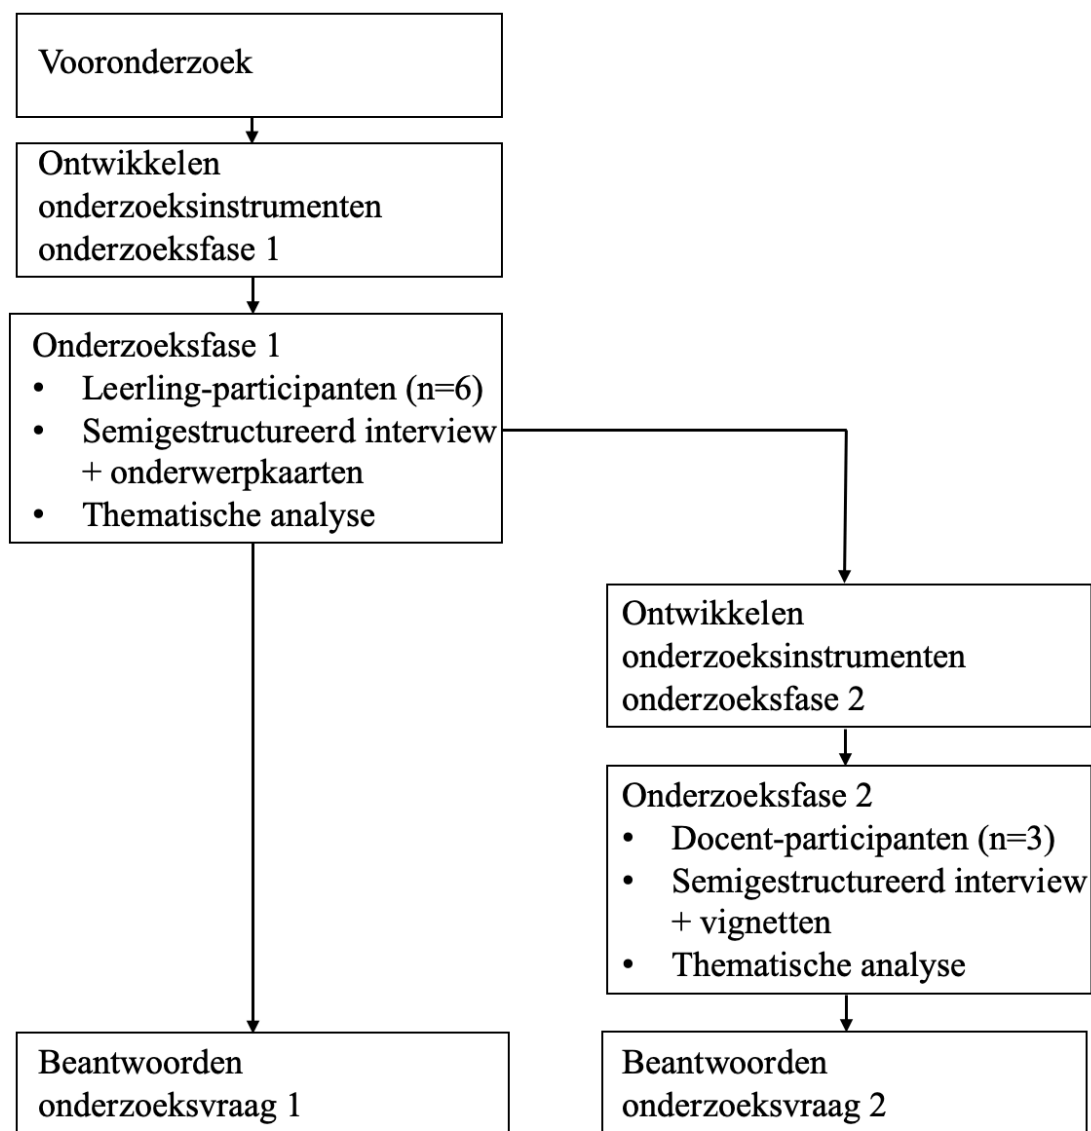 Vooronderzoek
Ontwikkelen
onderzoeksinstrumenten
onderzoeksfase 1
Onderzoeksfase 1
• Leerling-participanten (n=6)
• Semigestructureerd interview
+ onderwerpkaarten
• Thematische analyse
Ontwikkelen
onderzoeksinstrumenten
onderzoeksfase 2
Onderzoeksfase 2
• Docent-participanten (n=3)
• Semigestructureerd interview
+ vignetten
• Thematische analyse
Beantwoorden
onderzoeksvraag 1
Beantwoorden
onderzoeksvraag 2